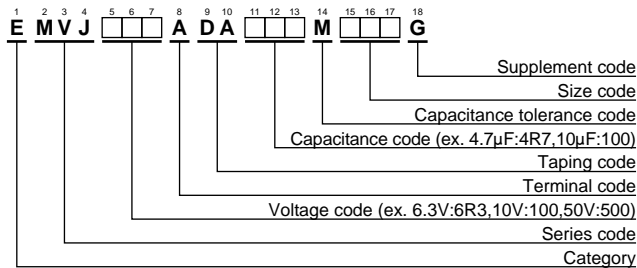 1 2 3 4 5 6 7 8 9 10 11 12 13 14 15 16 17 18
E M V J A D A M G
Supplement code
Size code
Capacitance tolerance code
Capacitance code (ex. 4.7μF:4R7,10μF:100)
Taping code
Terminal code
Voltage code (ex. 6.3V:6R3,10V:100,50V:500)
Series code
Category